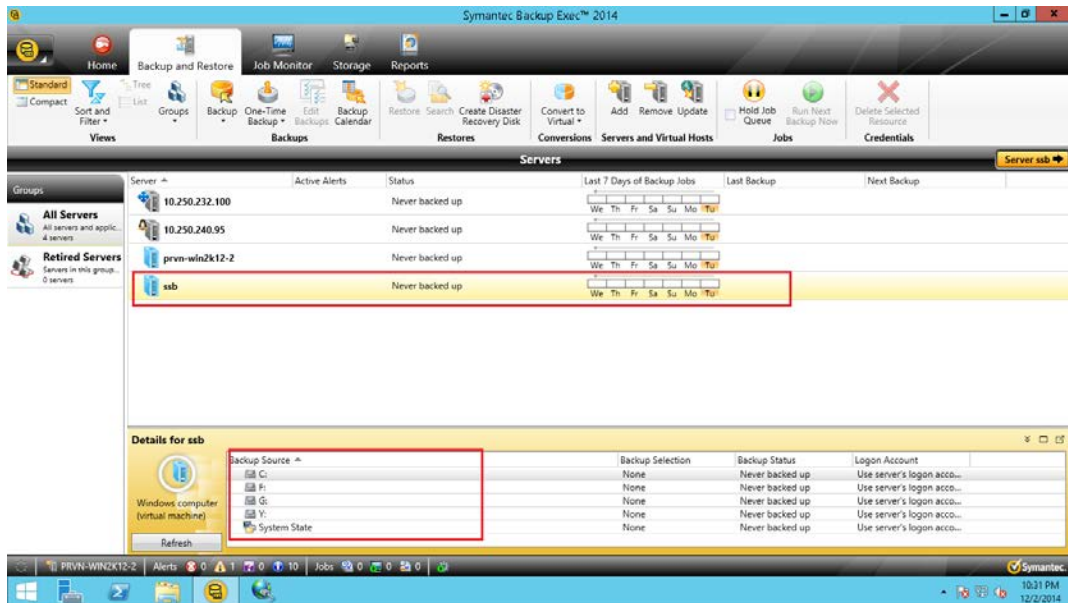 Symantec Backup Exec™ 2014
Home
Backup and Restore
Job Monitor
Storage
Reports
Standard
Compact
Sort and Filter
Tree
List
Groups
Views
Backup
One-Time Backup
Edit Backups
Backup Calendar
Backups
Restore
Search
Create Disaster Recovery Disk
Restores
Convert to Virtual
Conversions
Add
Remove
Update
Servers and Virtual Hosts
Hold Job Queue
Run Next Backup Now
Jobs
Delete Selected Resource
Credentials
Servers
Server ssb
Groups
All Servers
All servers and applic...
4 servers
Retired Servers
Servers in this group...
0 servers
Server Active Alerts Status Last 7 Days of Backup Jobs Last Backup Next Backup
10.250.232.100 Never backed up
We Th Fr Sa Su Mo Tu
10.250.240.95 Never backed up
We Th Fr Sa Su Mo Tu
prvn-win2k12-2 Never backed up
We Th Fr Sa Su Mo Tu
ssb Never backed up
We Th Fr Sa Su Mo Tu
Details for ssb
Windows computer
(virtual machine)
Refresh
Backup Source Backup Selection Backup Status Logon Account
C: None Never backed up Use server's logon acco...
F: None Never backed up Use server's logon acco...
G: None Never backed up Use server's logon acco...
Y: None Never backed up Use server's logon acco...
System State None Never backed up Use server's logon acco...
PRVN-WIN2K12-2 Alerts 0 1 0 10 Jobs 0 0 0
Symantec.
10:31 PM
12/2/2014